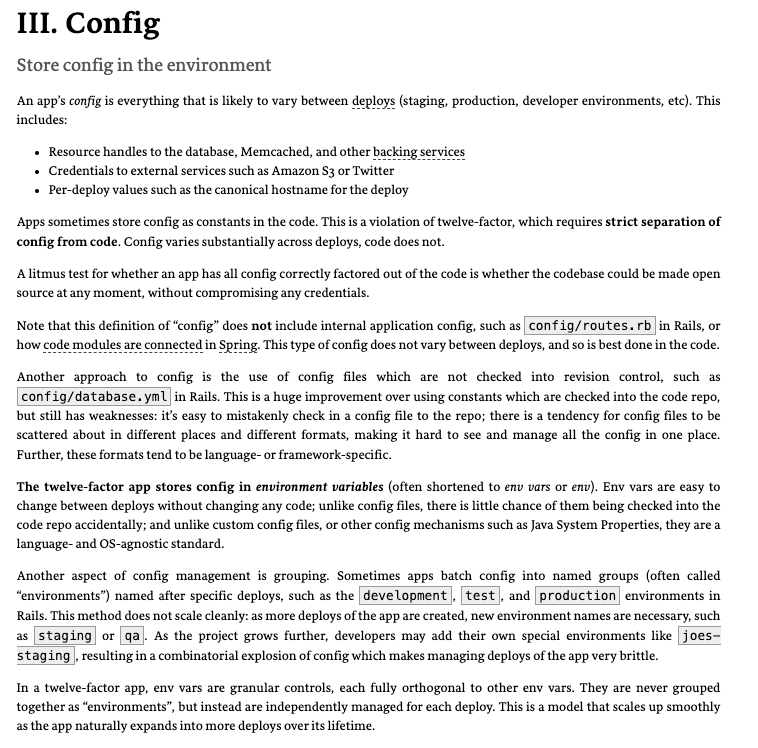 III. Config
Store config in the environment
An app's config is everything that is likely to vary between deploys (staging, production, developer environments, etc). This
includes:
• Resource handles to the database, Memcached, and other backing services
• Credentials to external services such as Amazon S3 or Twitter
• Per-deploy values such as the canonical hostname for the deploy
Apps sometimes store config as constants in the code. This is a violation of twelve-factor, which requires strict separation of
config from code. Config varies substantially across deploys, code does not.
A litmus test for whether an app has all config correctly factored out of the code is whether the codebase could be made open
source at any moment, without compromising any credentials.
Note that this definition of “config” does not include internal application config, such as config/routes.rb in Rails, or
how code modules are connected in Spring. This type of config does not vary between deploys, and so is best done in the code.
Another approach to config is the use of config files which are not checked into revision control, such as
config/database.yml in Rails. This is a huge improvement over using constants which are checked into the code repo,
but still has weaknesses: it's easy to mistakenly check in a config file to the repo; there is a tendency for config files to be
scattered about in different places and different formats, making it hard to see and manage all the config in one place.
Further, these formats tend to be language- or framework-specific.
The twelve-factor app stores config in environment variables (often shortened to env vars or env). Env vars are easy to
change between deploys without changing any code; unlike config files, there is little chance of them being checked into the
code repo accidentally; and unlike custom config files, or other config mechanisms such as Java System Properties, they are a
language- and OS-agnostic standard.
Another aspect of config management is grouping. Sometimes apps batch config into named groups (often called
“environments”) named after specific deploys, such as the development, test, and production environments in
Rails. This method does not scale cleanly: as more deploys of the app are created, new environment names are necessary, such
as staging or qa. As the project grows further, developers may add their own special environments like joes-
staging, resulting in a combinatorial explosion of config which makes managing deploys of the app very brittle.
In a twelve-factor app, env vars are granular controls, each fully orthogonal to other env vars. They are never grouped
together as “environments”, but instead are independently managed for each deploy. This is a model that scales up smoothly
as the app naturally expands into more deploys over its lifetime.